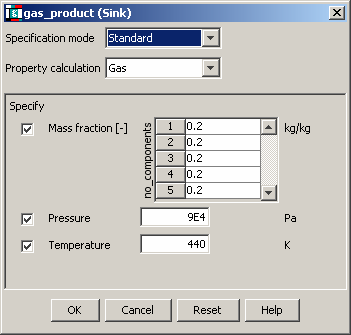 gas_product (Sink)
Specification mode Standard
Property calculation Gas
Specify
Mass fraction [-] no_components 1 0.2 kg/kg
2 0.2
3 0.2
4 0.2
5 0.2
Pressure 9E4 Pa
Temperature 440 K
OK Cancel Reset Help